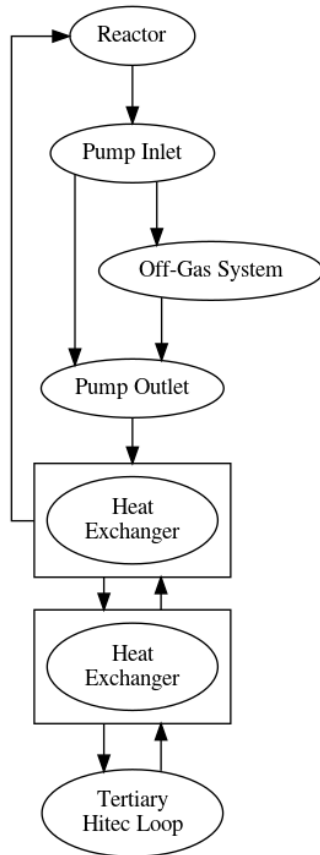 Reactor
Pump Inlet
Off-Gas System
Pump Outlet
Heat
Exchanger
Heat
Exchanger
Tertiary
Hitec Loop